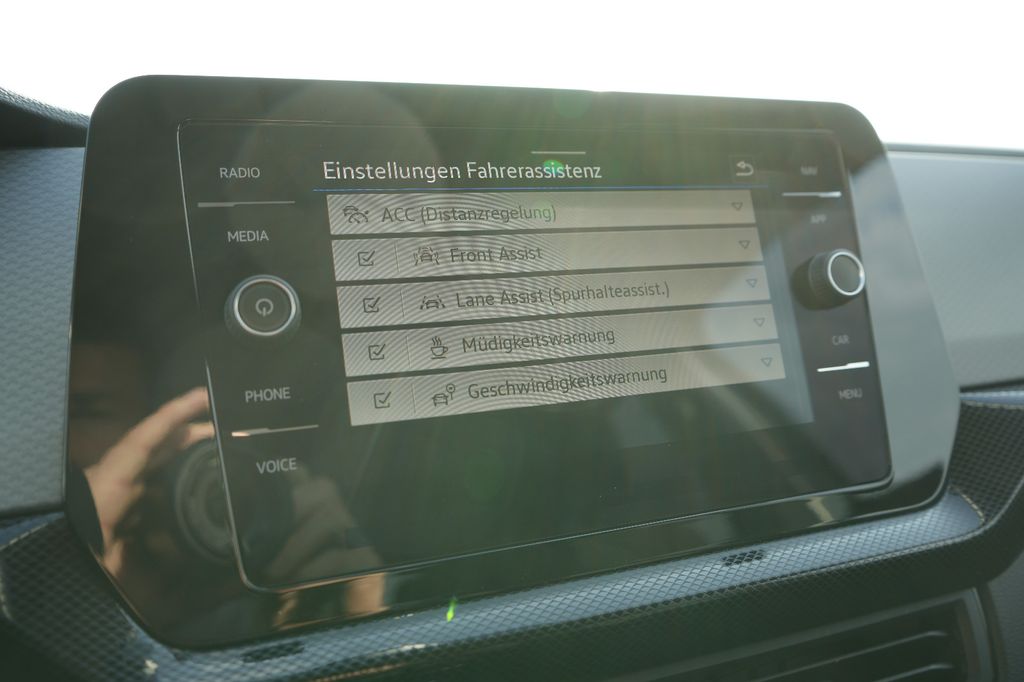 RADIO
MEDIA
PHONE
VOICE
Einstellungen Fahrerassistenz
ACC (Distanzregelung)
Front Assist
Lane Assist (Spurhalteassist.)
Müdigkeitswarnung
Geschwindigkeitswarnung
NAV
APP
CAR
MENU